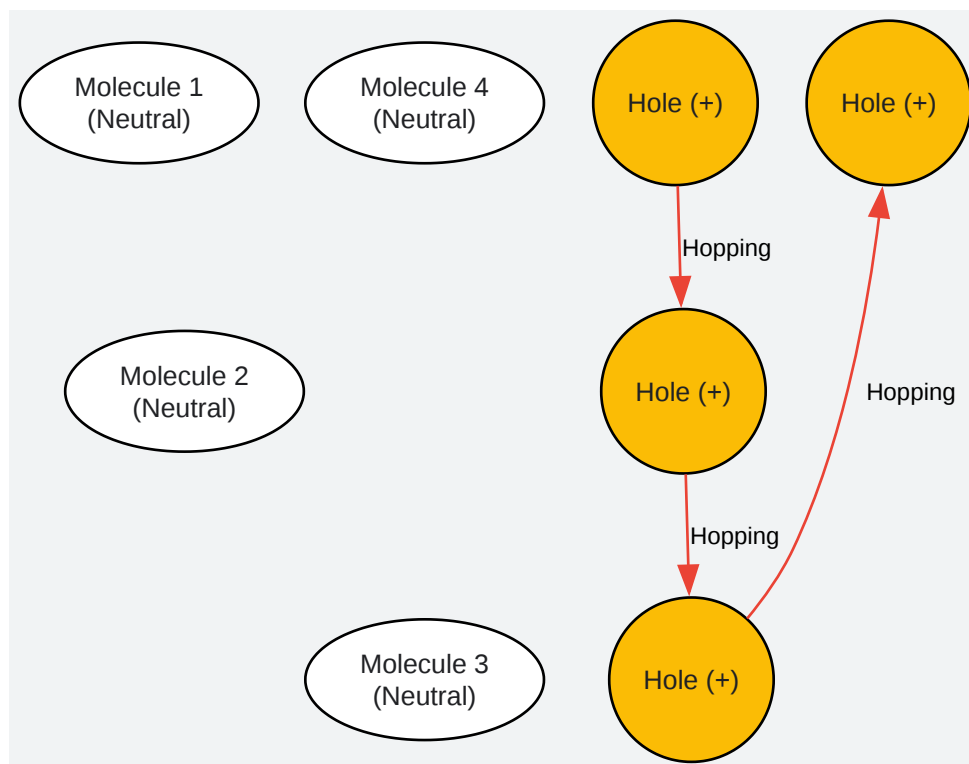 Molecule 1
(Neutral)
Molecule 4
(Neutral)
Hole (+)
Hole (+)
Hopping
Molecule 2
(Neutral)
Hole (+)
Hopping
Hopping
Molecule 3
(Neutral)
Hole (+)